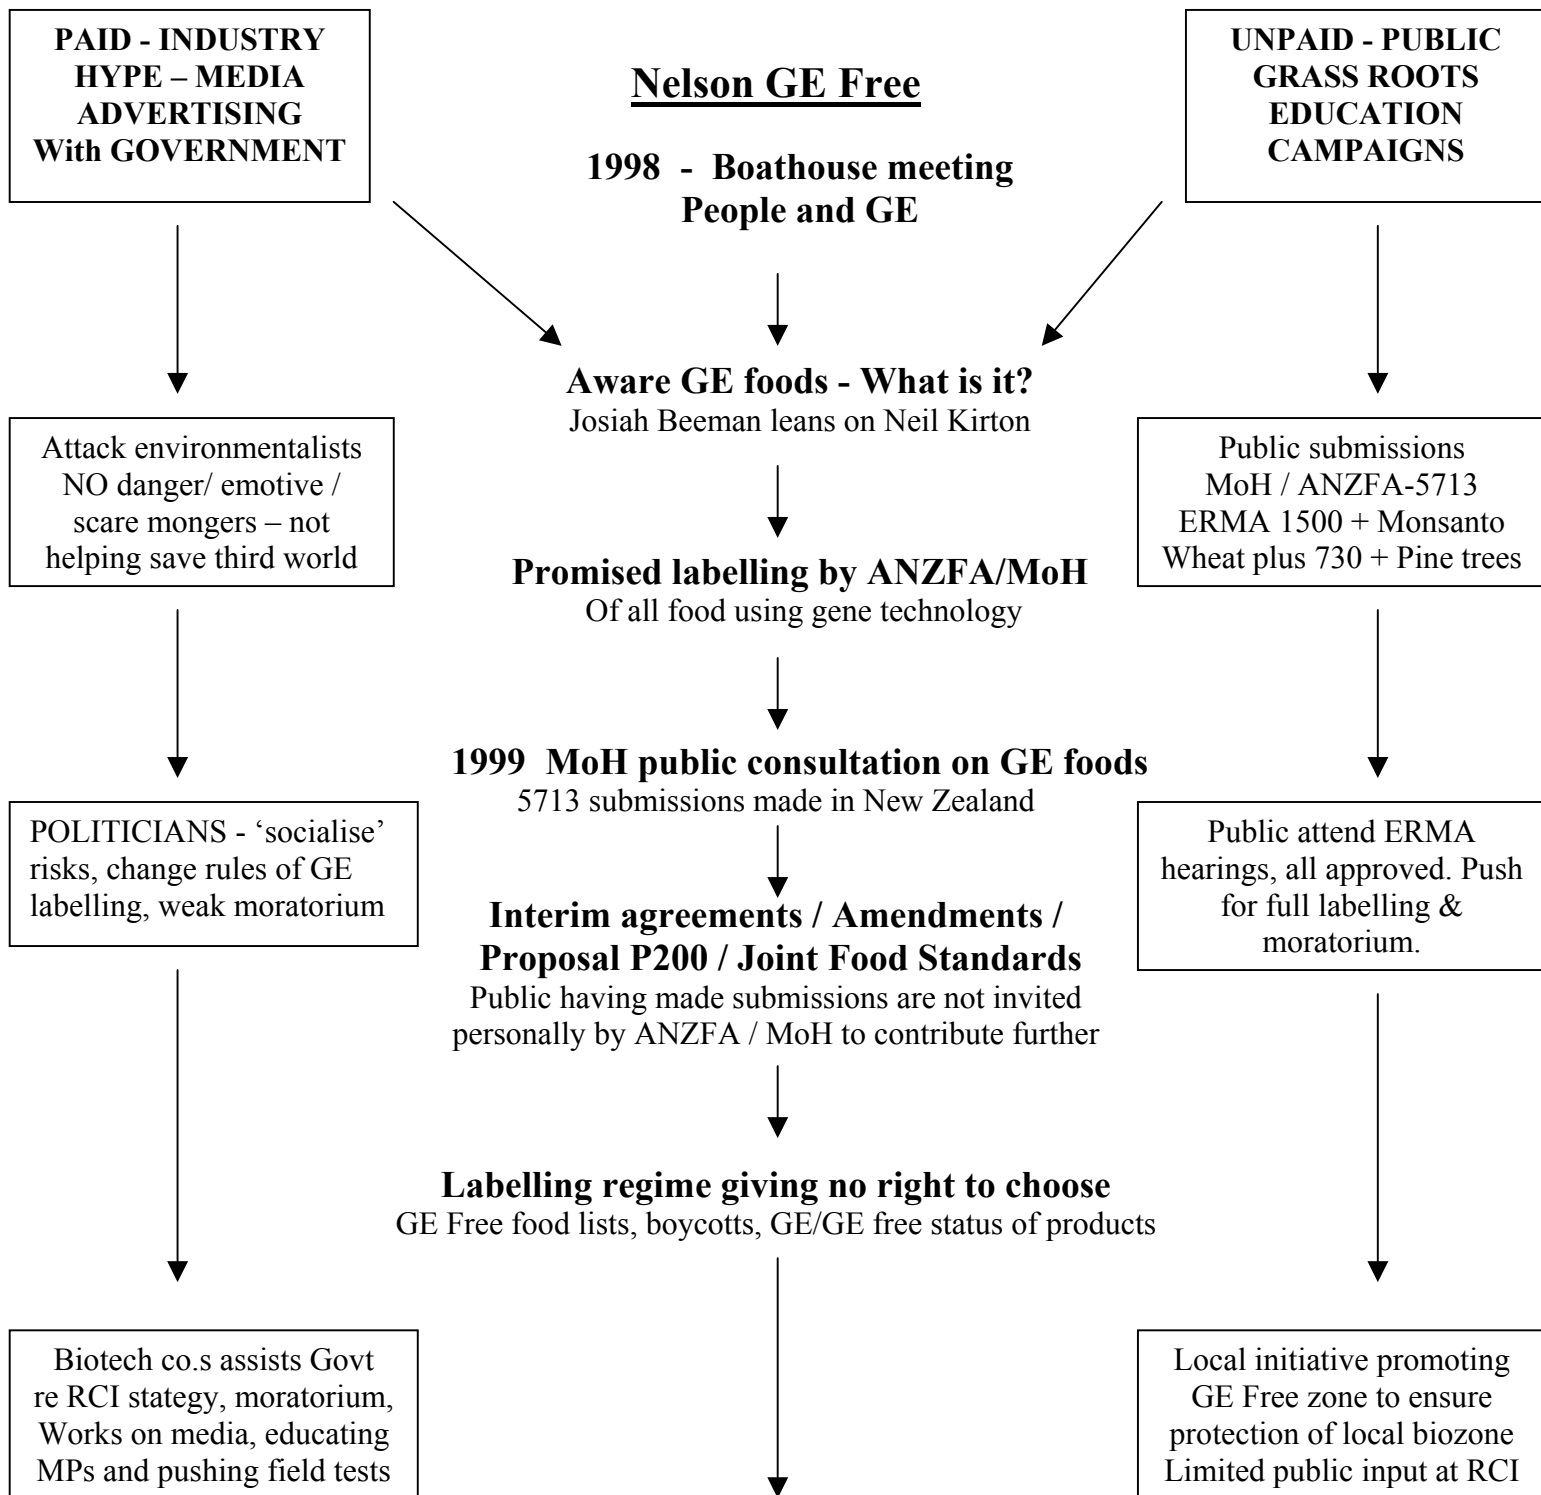 PAID - INDUSTRY
HYPE – MEDIA
ADVERTISING
With GOVERNMENT
Nelson GE Free
1998 - Boathouse meeting
People and GE
UNPAID - PUBLIC
GRASS ROOTS
EDUCATION
CAMPAIGNS
Aware GE foods - What is it?
Josiah Beeman leans on Neil Kirton
Attack environmentalists
NO danger/ emotive /
scare mongers – not
helping save third world
Promised labelling by ANZFA/MoH
Of all food using gene technology
Public submissions
MoH / ANZFA-5713
ERMA 1500 + Monsanto
Wheat plus 730 + Pine trees
1999 MoH public consultation on GE foods
5713 submissions made in New Zealand
POLITICIANS - ‘socialise’
risks, change rules of GE
labelling, weak moratorium
Interim agreements / Amendments /
Proposal P200 / Joint Food Standards
Public having made submissions are not invited
personally by ANZFA / MoH to contribute further
Public attend ERMA
hearings, all approved. Push
for full labelling &
moratorium.
Labelling regime giving no right to choose
GE Free food lists, boycotts, GE/GE free status of products
Biotech co.s assists Govt
re RCI stategy, moratorium,
Works on media, educating
MPs and pushing field tests
Local initiative promoting
GE Free zone to ensure
protection of local biozone
Limited public input at RCI